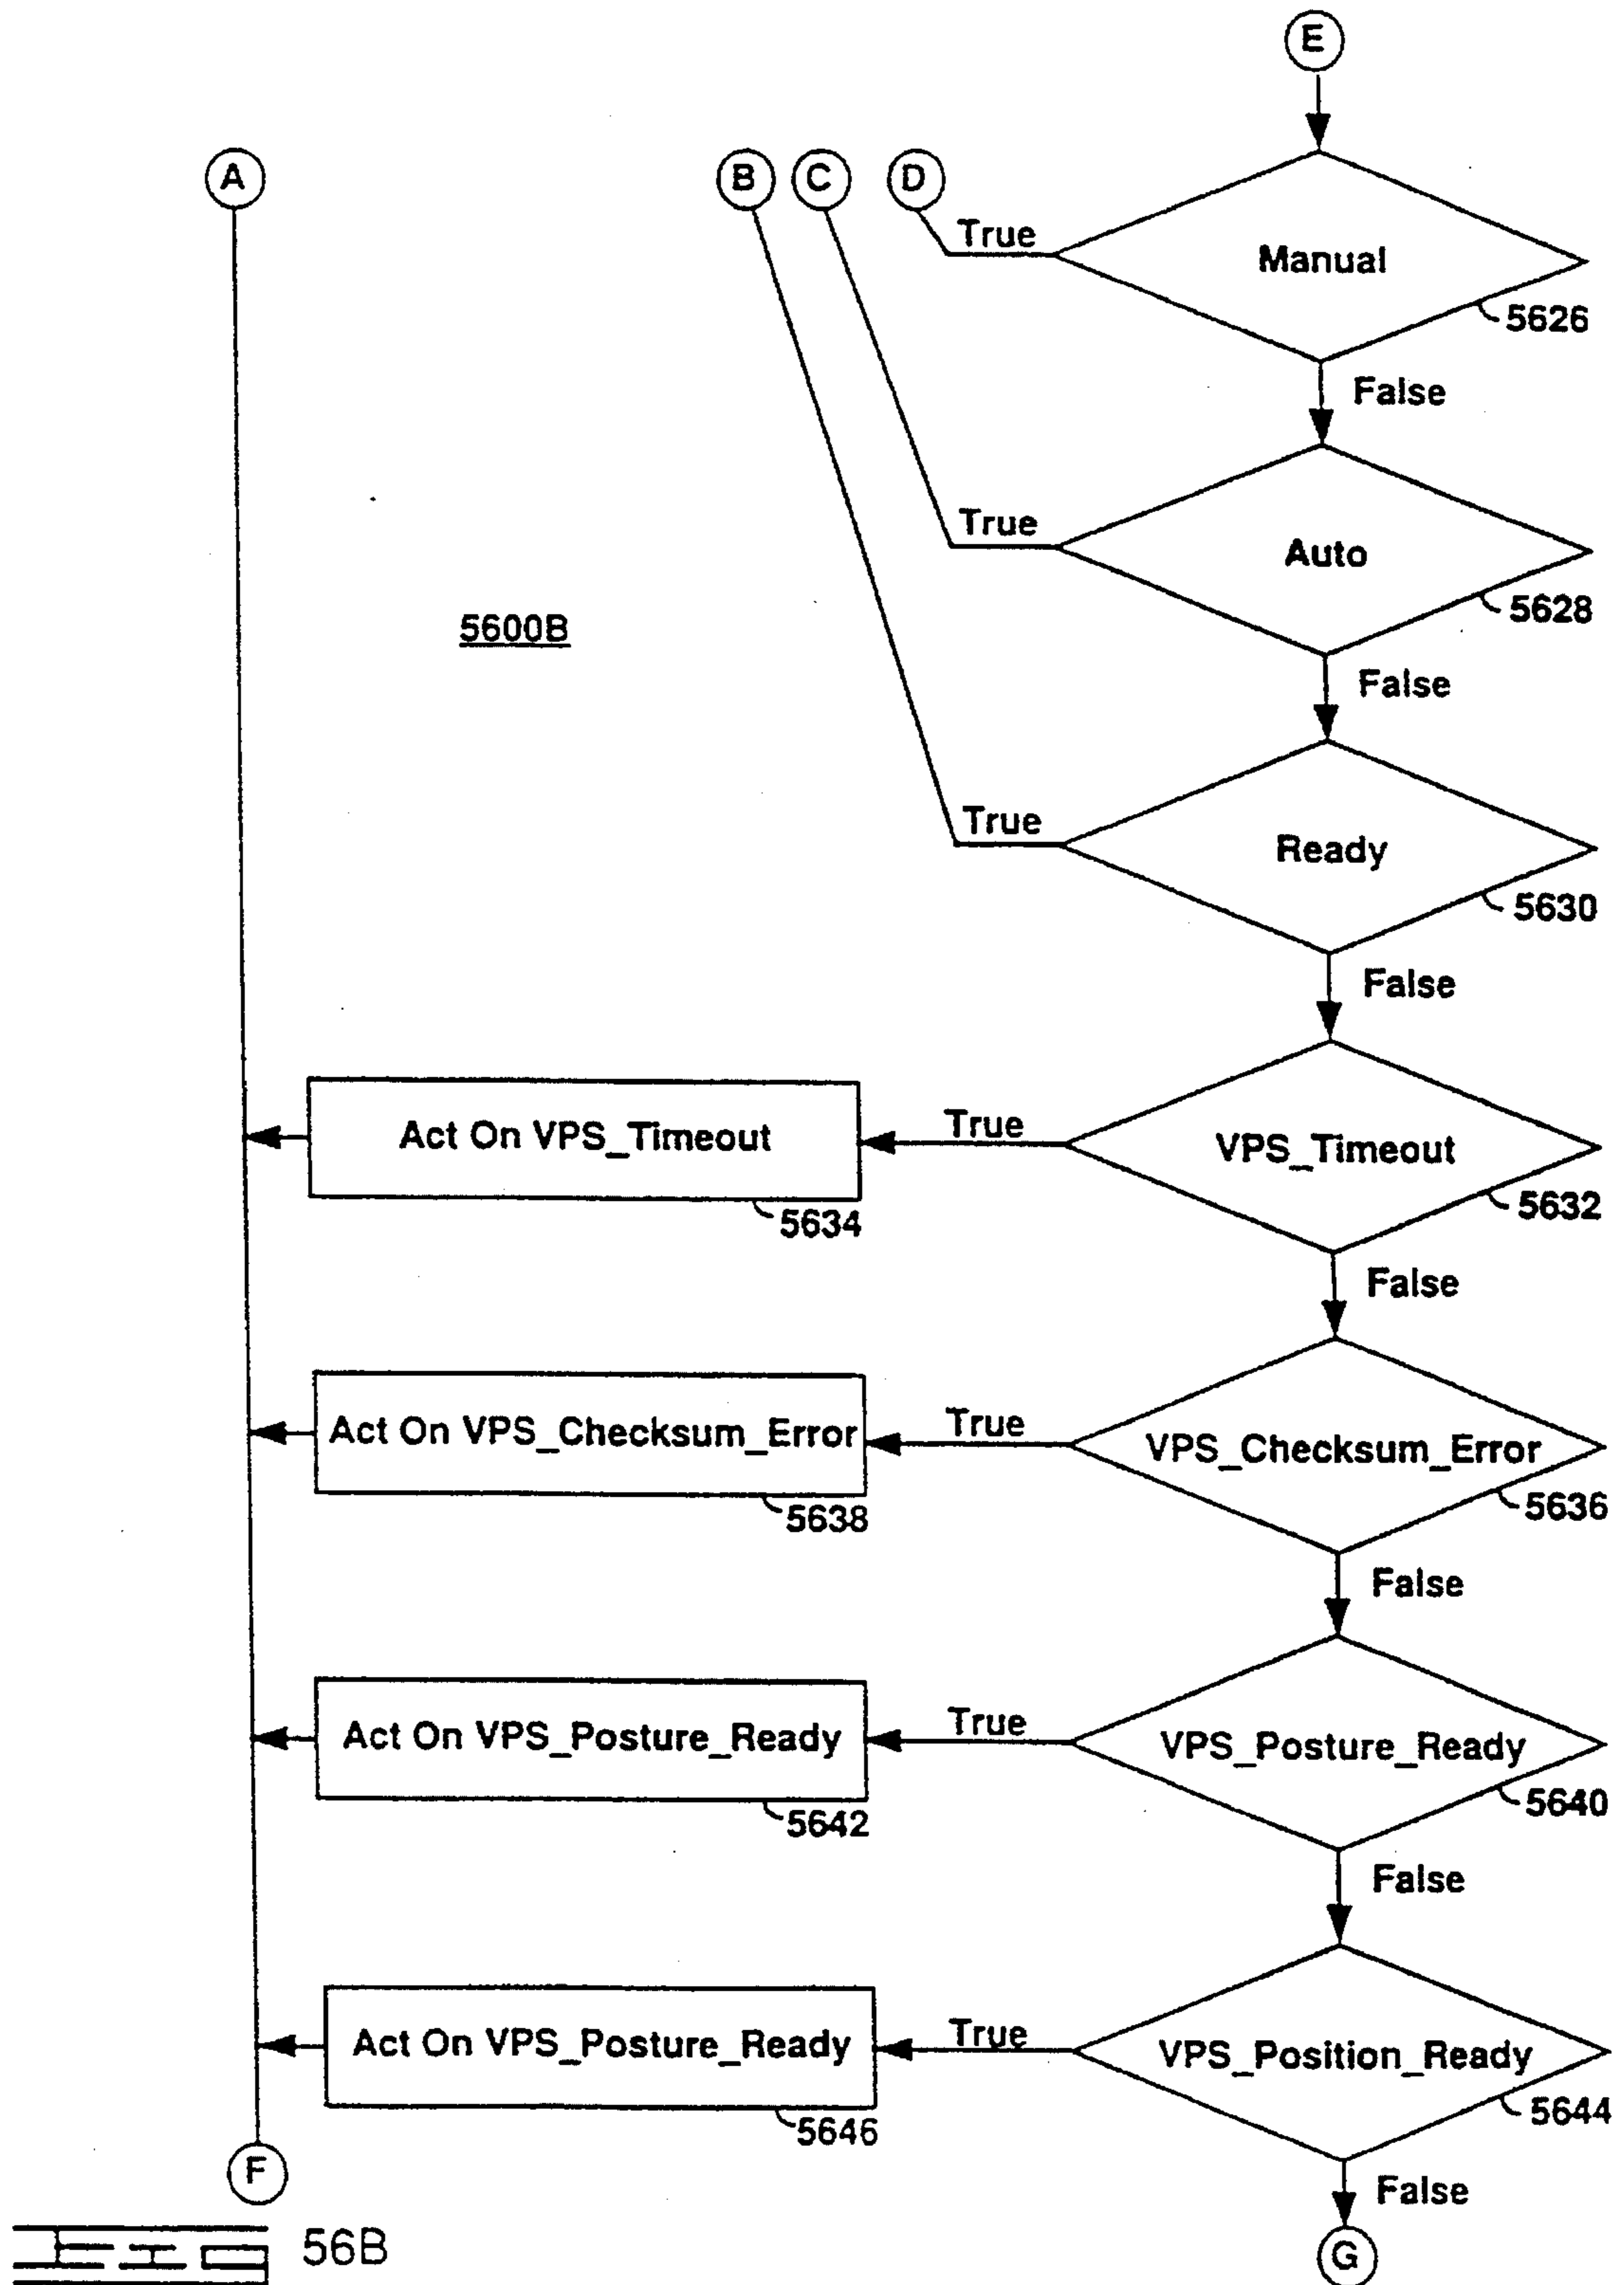 E
A
B
C
D
True
Manual
5626
False
True
Auto
5628
5600B
False
True
Ready
5630
False
Act On VPS_Timeout
True
VPS_Timeout
5634
5632
False
Act On VPS_Checksum_Error
True
VPS_Checksum_Error
5638
5636
False
Act On VPS_Posture_Ready
True
VPS_Posture_Ready
5642
5640
False
Act On VPS_Posture_Ready
True
VPS_Position_Ready
5646
5644
F
False
56B
G